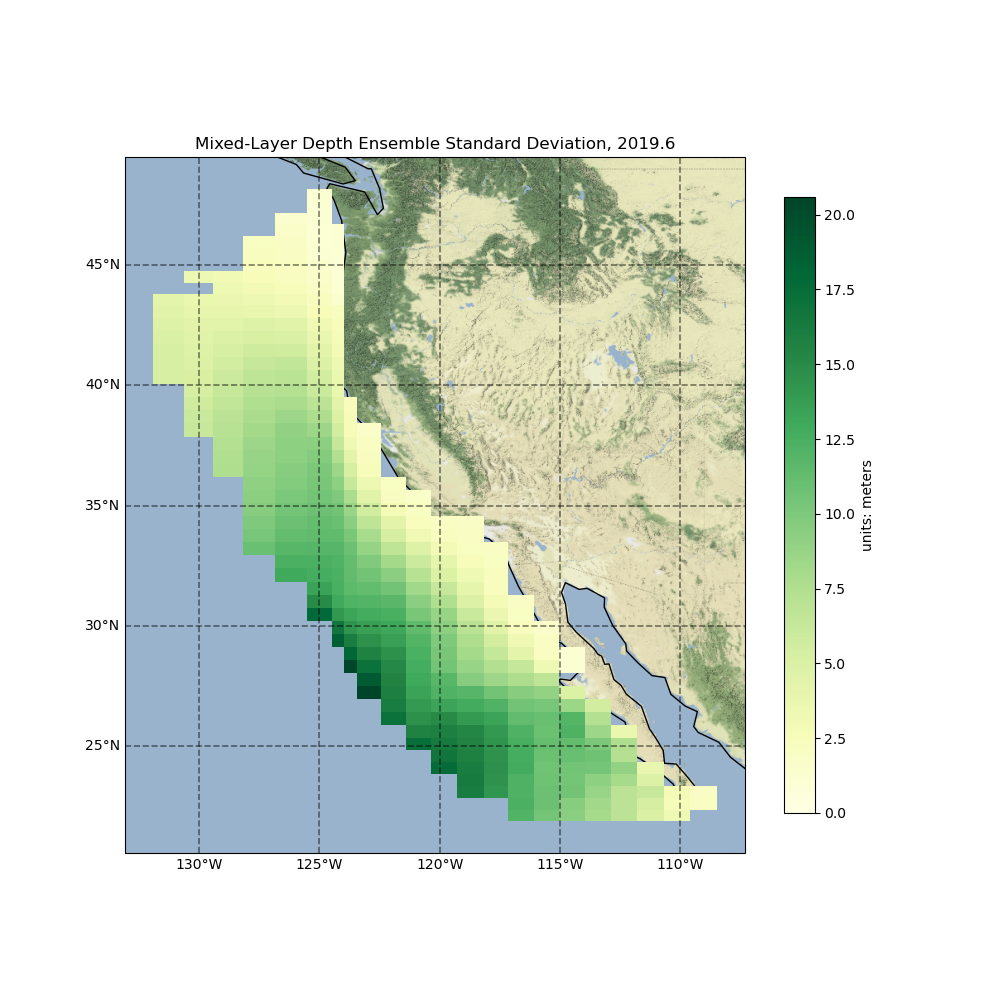 Mixed-Layer Depth Ensemble Standard Deviation, 2019.6
45°N
40°N
35°N
30°N
25°N
130°W
125°W
120°W
115°W
110°W
20.0
17.5
15.0
12.5
10.0
7.5
5.0
2.5
0.0
units: meters